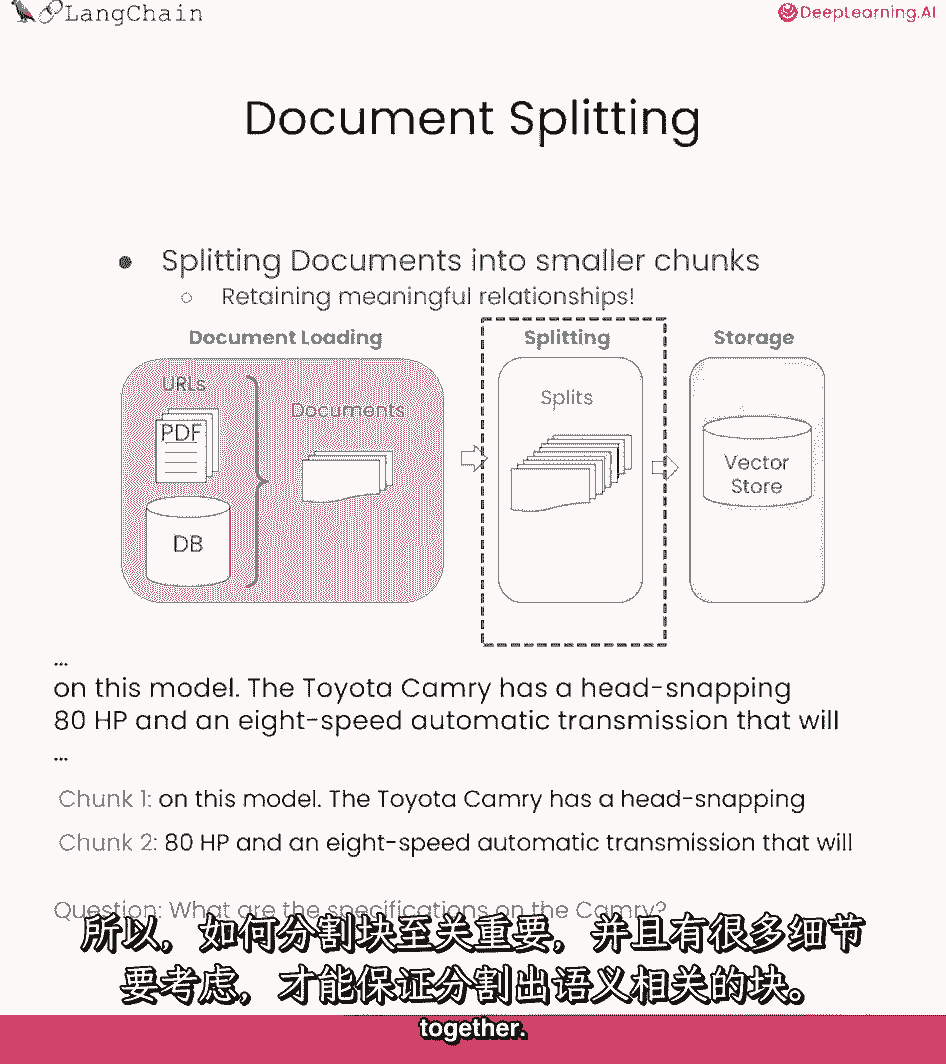 LangChain
DeepLearning.AI
Document Splitting
● Splitting Documents into smaller chunks
○ Retaining meaningful relationships!
Document Loading
Splitting
Storage
URLs
PDF
DB
Documents
Splits
Vector
Store
...
on this model. The Toyota Camry has a head-snapping
80 HP and an eight-speed automatic transmission that will
...
Chunk 1: on this model. The Toyota Camry has a head-snapping
Chunk 2: 80 HP and an eight-speed automatic transmission that will
Question: What are the specifications on the Camry?
所以，如何分割块至关重要，并且有很多细节
要考虑，才能保证分割出语义相关的块。
together.